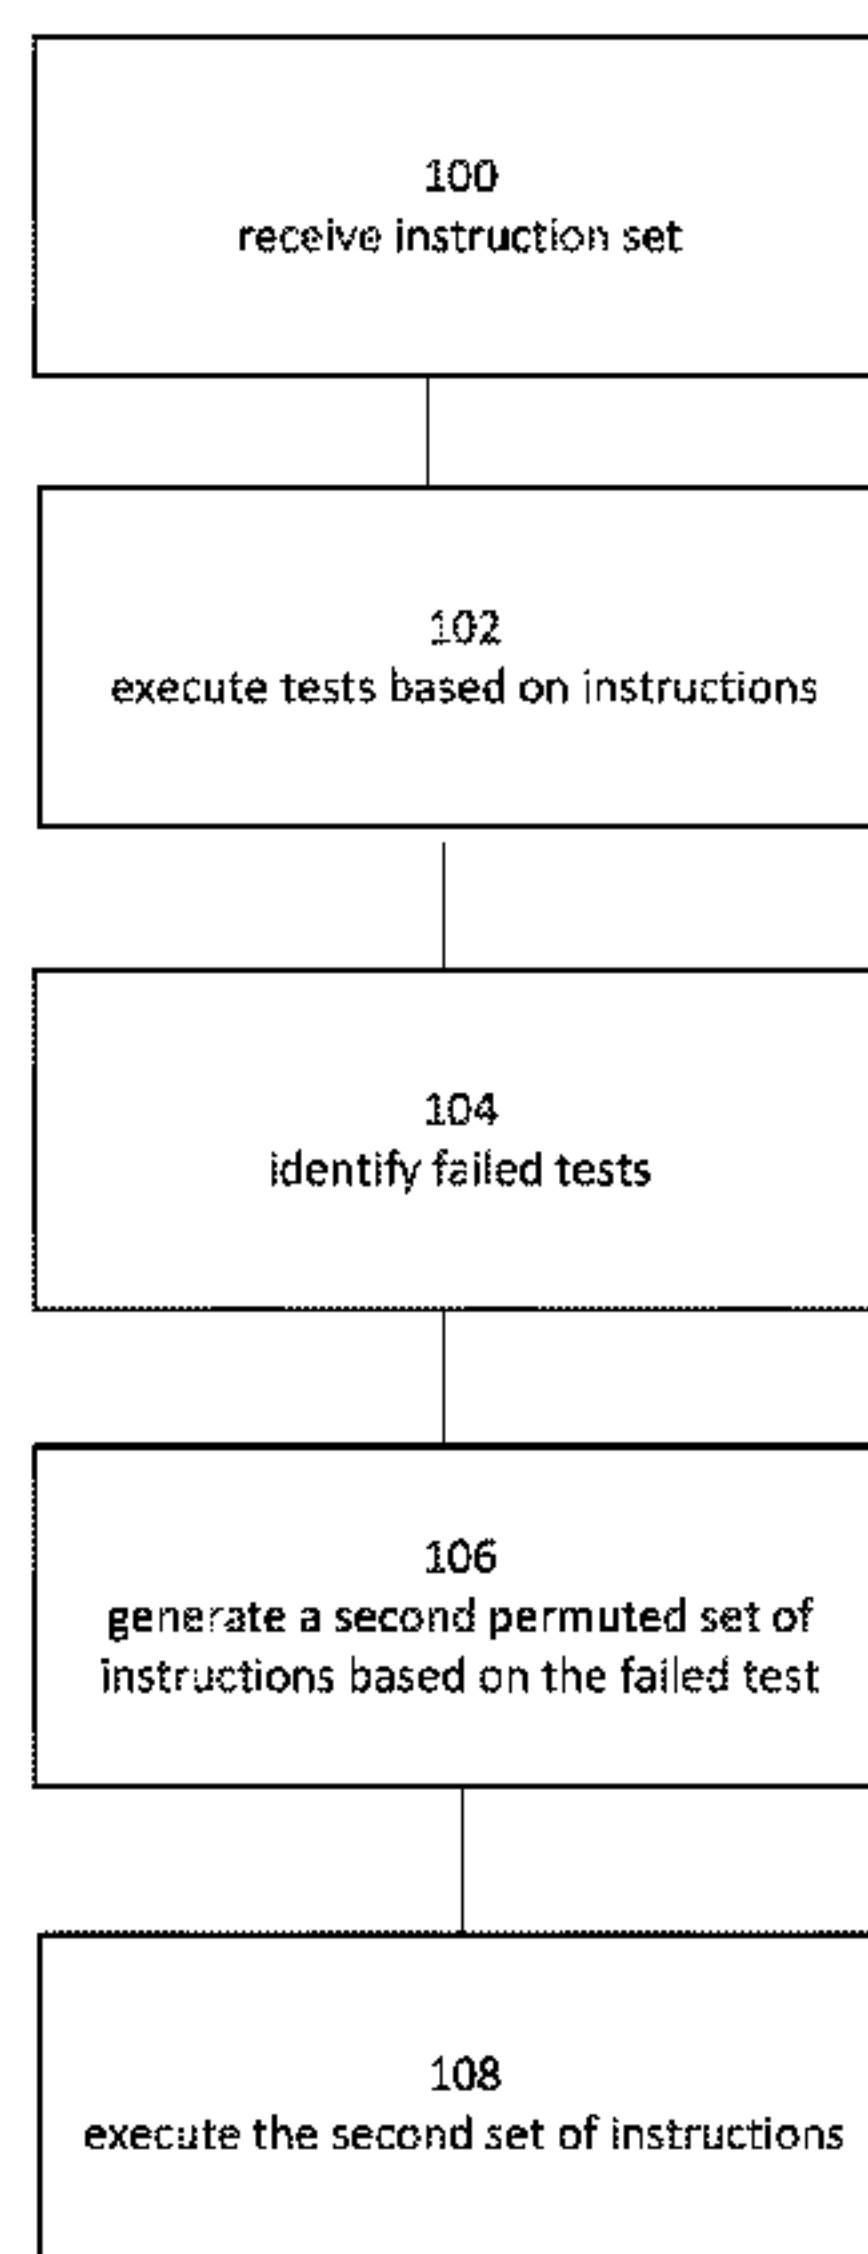 100
receive instruction set
102
execute tests based on instructions
104
identify failed tests
106
generate a second permuted set of
instructions based on the failed test
108
execute the second set of instructions